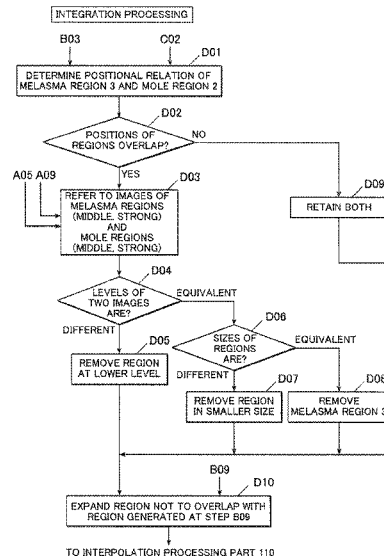 INTEGRATION PROCESSING
B03
C02
D01
DETERMINE POSITIONAL RELATION OF
MELASMA REGION 3 AND MOLE REGION 2
D02
POSITIONS OF
REGIONS OVERLAP?
NO
YES
A05 A09
D03
REFER TO IMAGES OF
MELASMA REGIONS
(MIDDLE, STRONG)
AND
MOLE REGIONS
(MIDDLE, STRONG)
D09
RETAIN BOTH
D04
LEVELS OF
TWO IMAGES
ARE?
EQUIVALENT
DIFFERENT
D05
REMOVE REGION
AT LOWER LEVEL
D06
SIZES OF
REGIONS
ARE?
EQUIVALENT
DIFFERENT
D07
REMOVE REGION
IN SMALLER SIZE
D08
REMOVE
MELASMA REGION 3
B09
D10
EXPAND REGION NOT TO OVERLAP WITH
REGION GENERATED AT STEP B09
TO INTERPOLATION PROCESSING PART 110